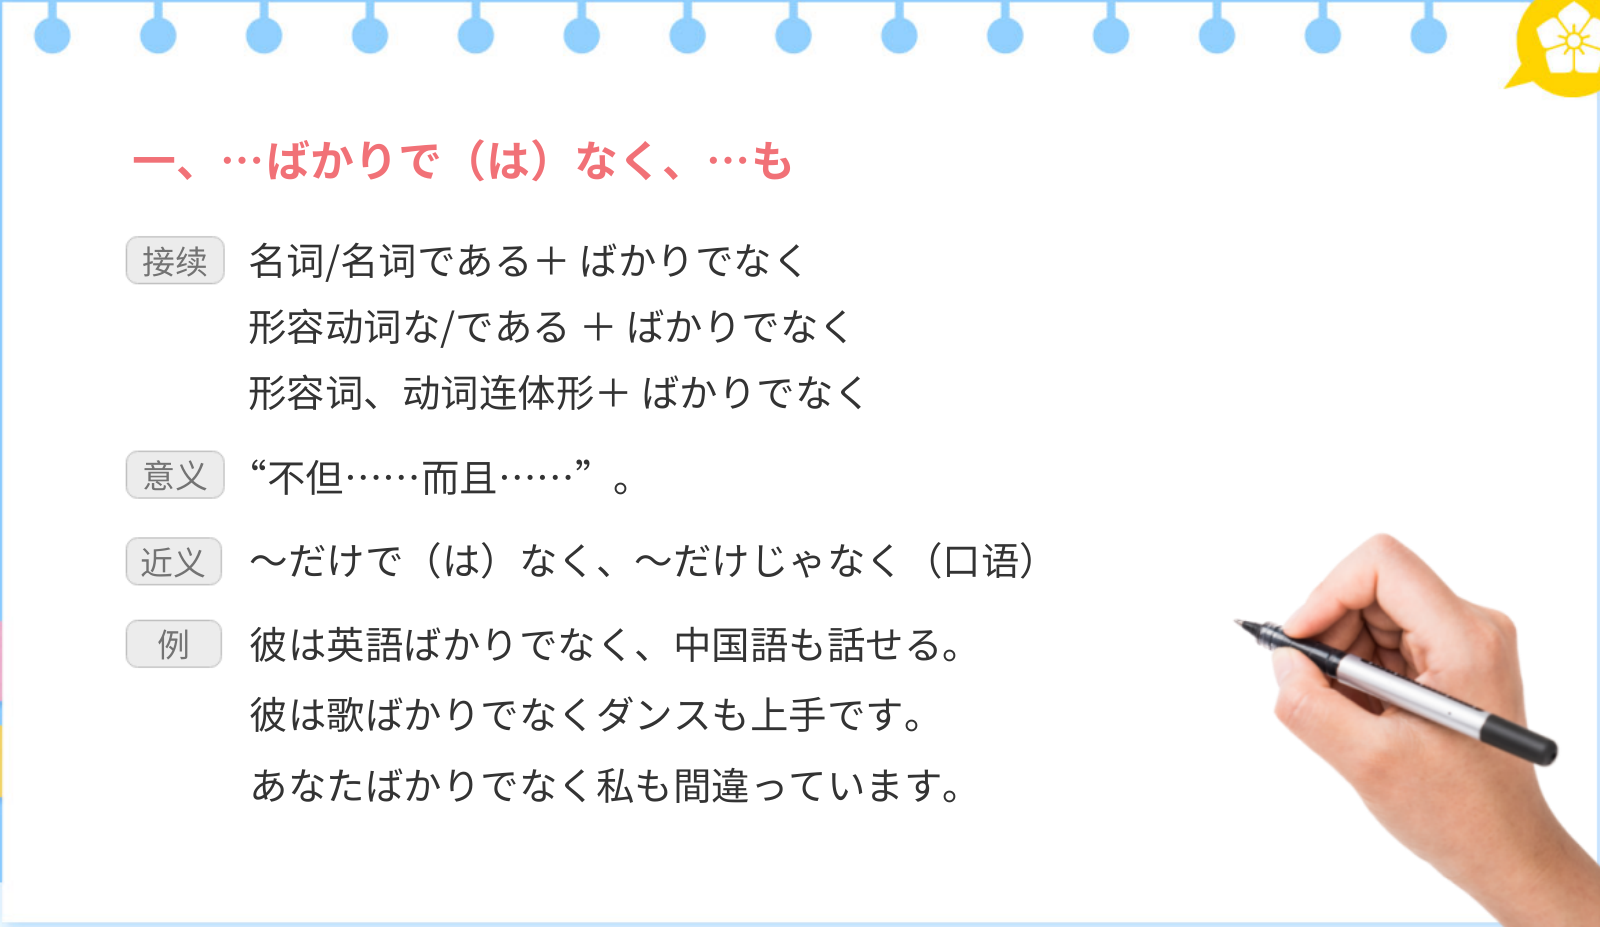 一、…ばかりで（は）なく、…も
接续 名词/名词である＋ ばかりでなく
形容动词な/である ＋ ばかりでなく
形容词、动词连体形＋ ばかりでなく
意义 “不但……而且……”。
近义 ～だけで（は）なく、～だけじゃなく（口语）
例 彼は英語ばかりでなく、中国語も話せる。
彼は歌ばかりでなくダンスも上手です。
あなたばかりでなく私も間違っています。